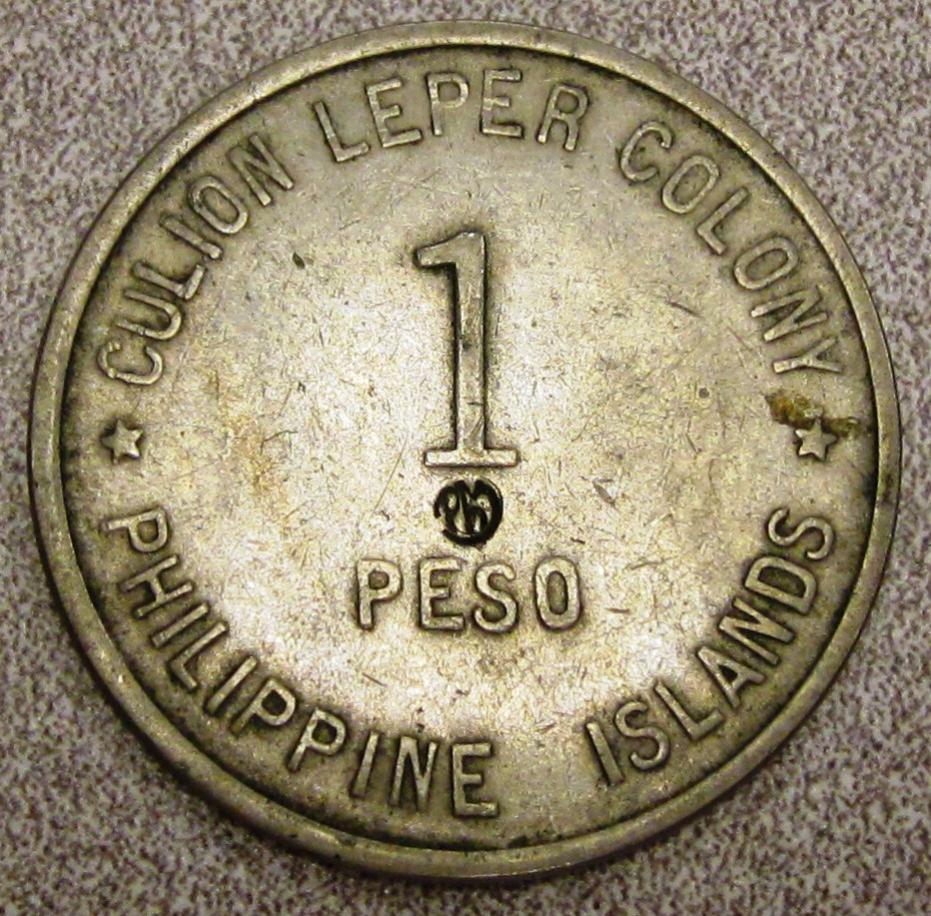 CULION LEPER COLONY
1
PESO
PHILIPPINE ISLANDS